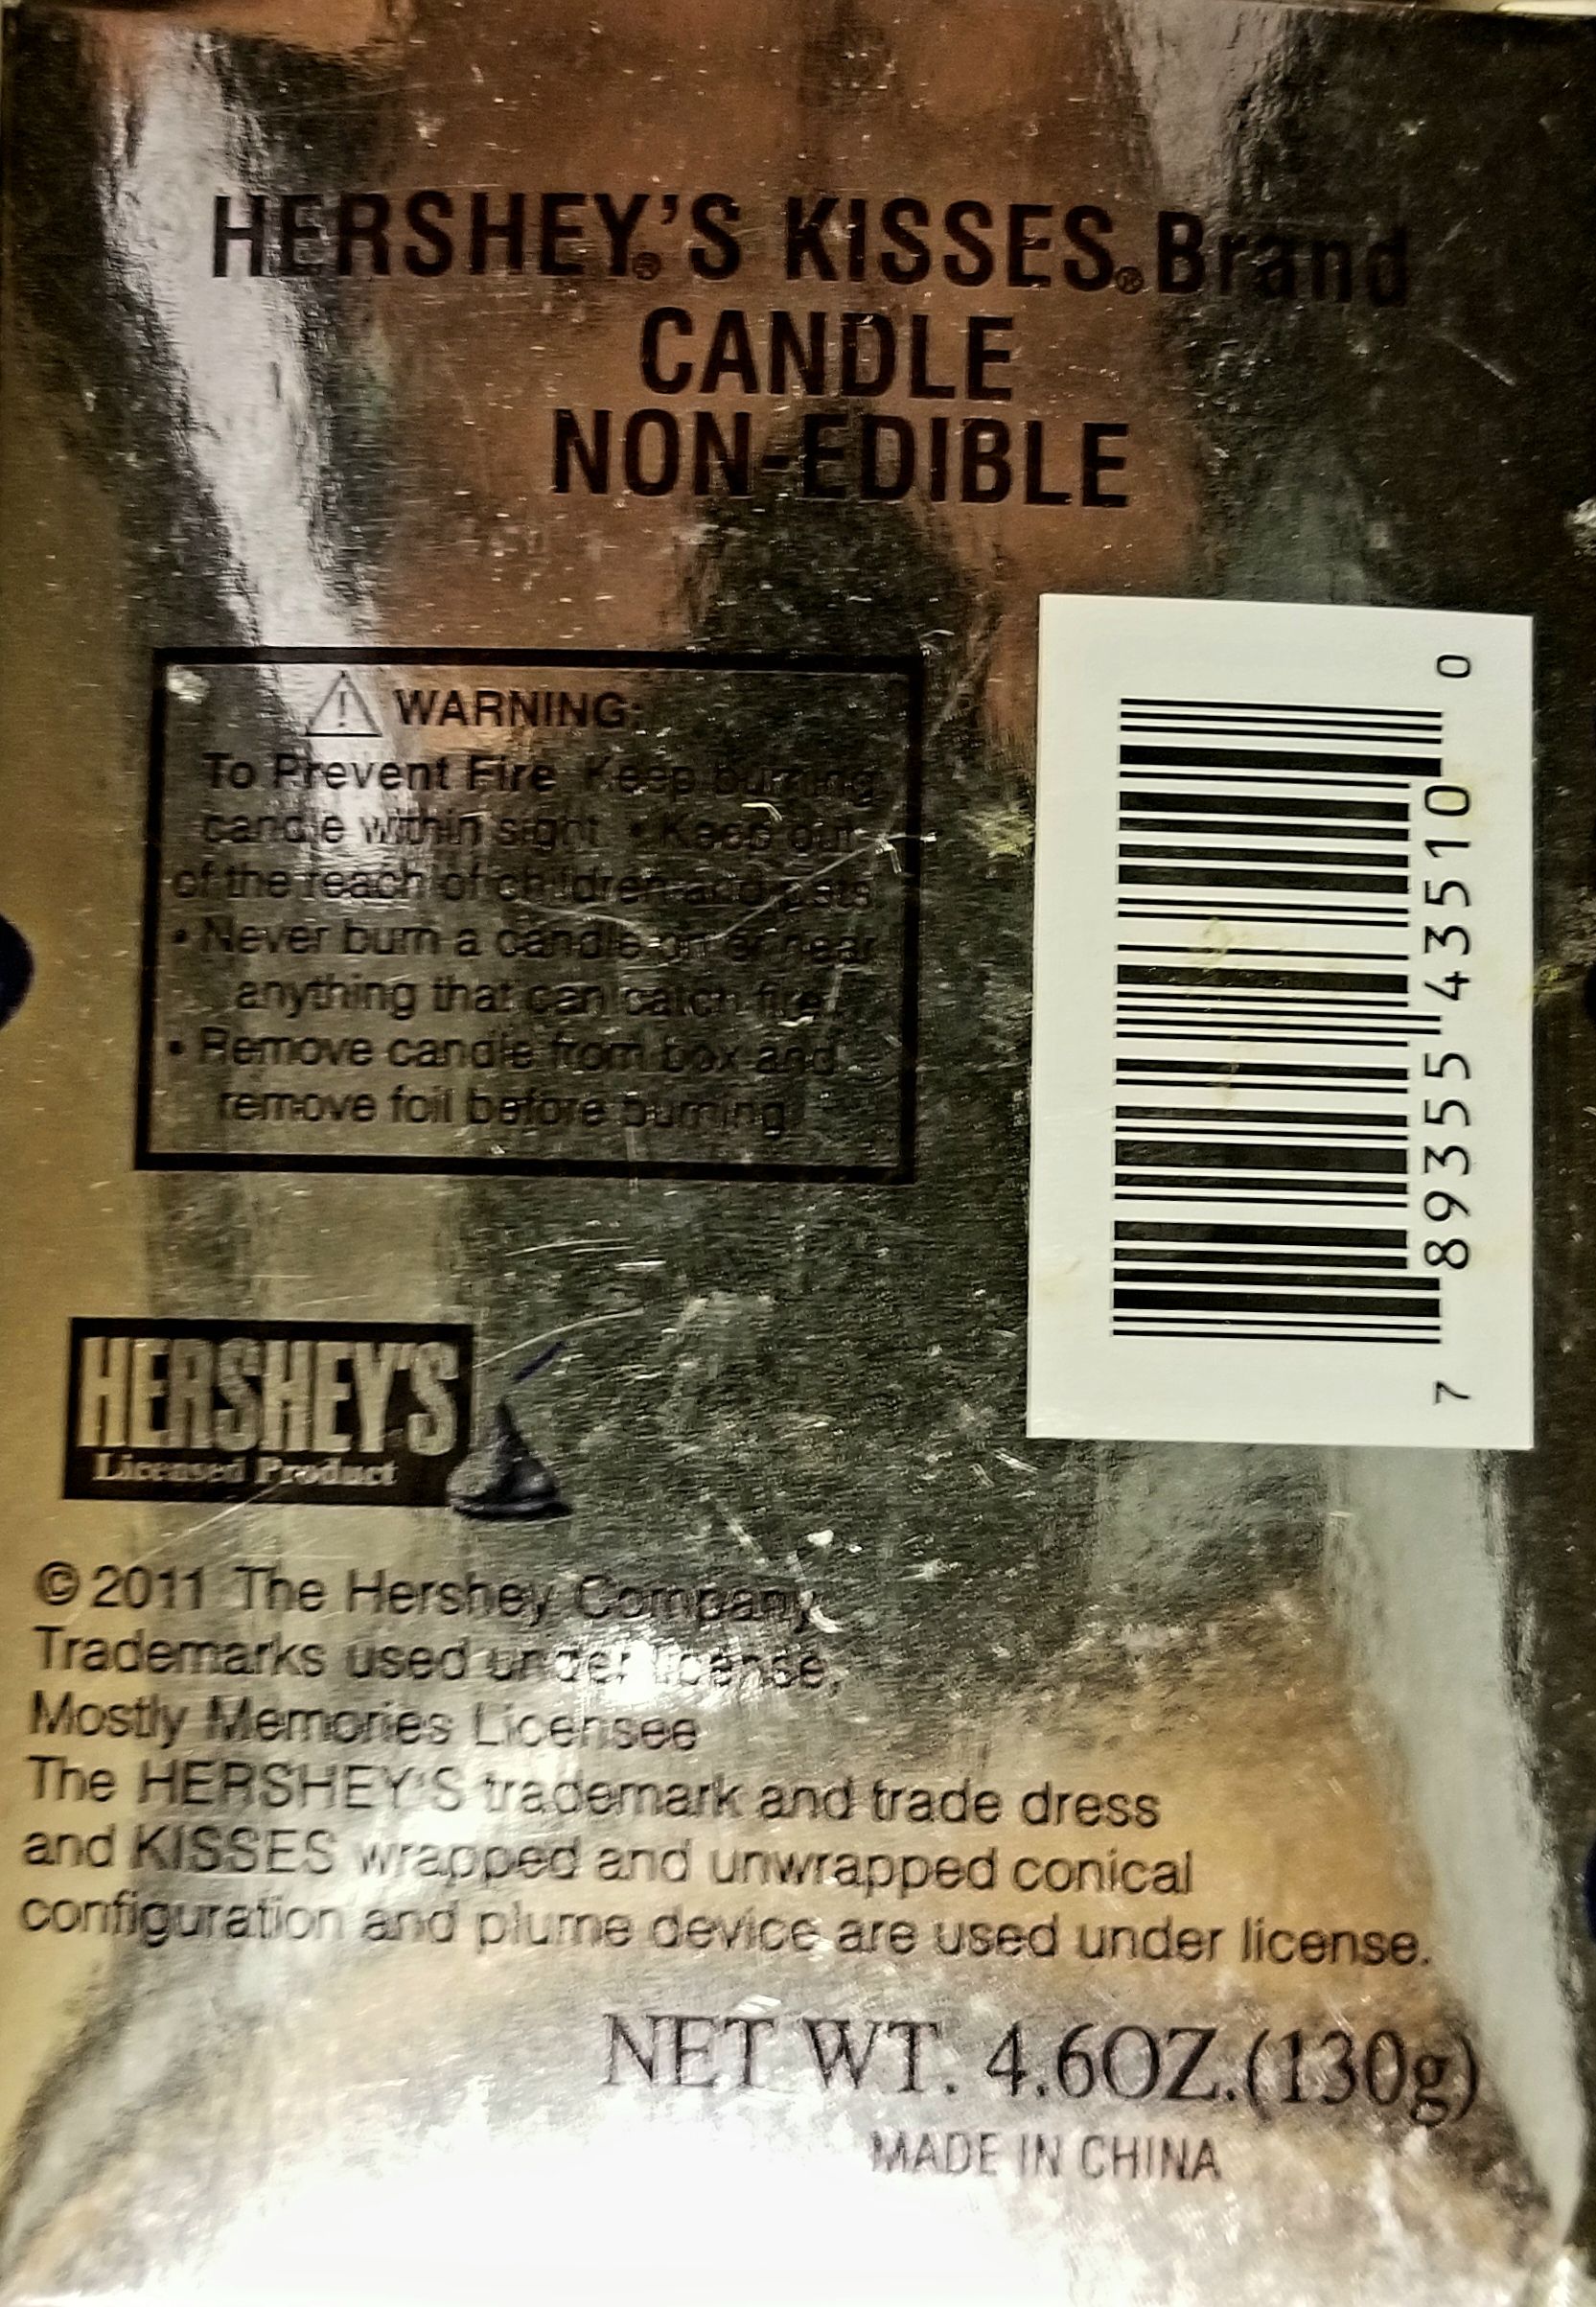 HERSHEY®'S KISSES® Brand
CANDLE
NON-EDIBLE
WARNING:
To Prevent Fire Keep burning
candle within sight. • Keep out
of the reach of children and pets
• Never burn a candle on or near
anything that can catch fire.
• Remove candle from box and
remove foil before burning.
7 89355 43510 0
HERSHEY'S
Licensed Product
© 2011 The Hershey Company.
Trademarks used under license,
Mostly Memories Licensee
The HERSHEY'S trademark and trade dress
and KISSES wrapped and unwrapped conical
configuration and plume device are used under license.
NET WT. 4.6OZ.(130g)
MADE IN CHINA